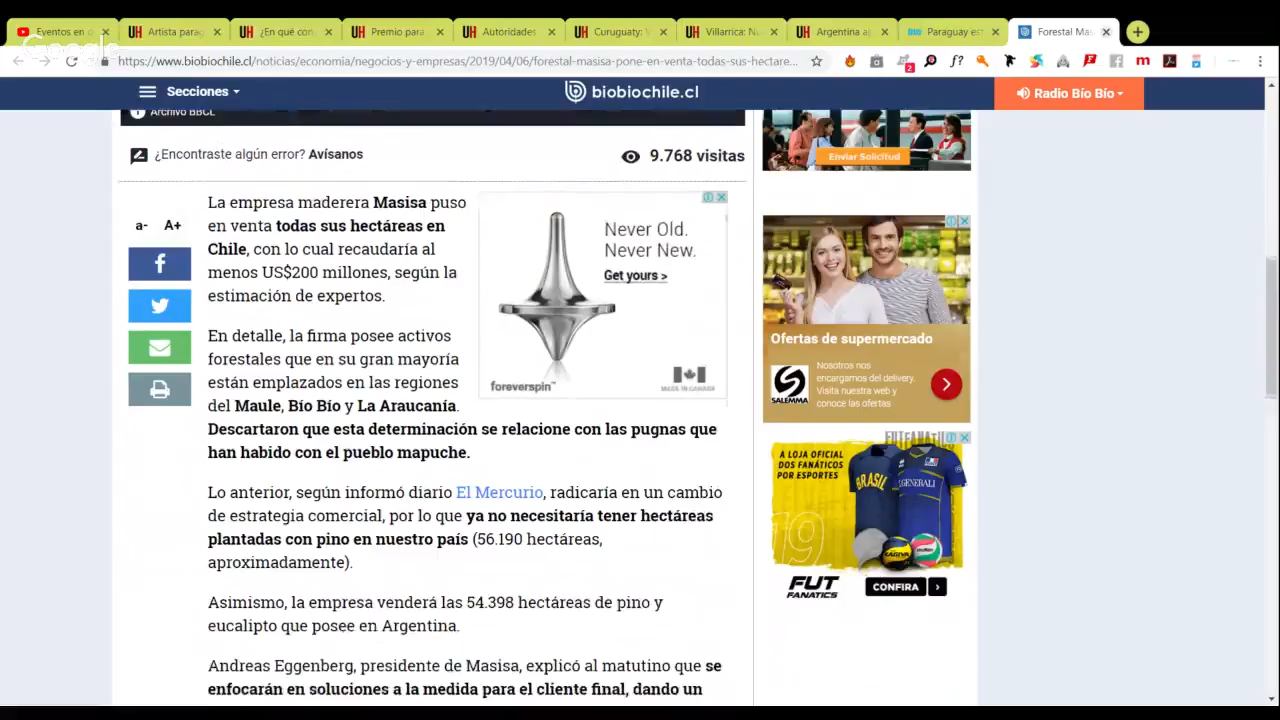 Eventos en
Artista parag
¿En qué con
Premio para
Autoridades
Curuguaty:
Villarrica: Nu
Argentina a
Paraguay es
Forestal Mas
Google
https://www.biobiochile.cl/noticias/economia/negocios-y-empresas/2019/04/06/forestal-masisa-pone-en-venta-todas-sus-hectare...
2
f?
m
Secciones
biobiochile.cl
Radio Bío Bío
Archivo BBCL
¿Encontraste algún error? Avísanos
9.768 visitas
a- A+
La empresa maderera Masisa puso
en venta todas sus hectáreas en
Chile, con lo cual recaudaría al
menos US$200 millones, según la
estimación de expertos.
En detalle, la firma posee activos
forestales que en su gran mayoría
están emplazados en las regiones
del Maule, Bío Bío y La Araucanía.
Descartaron que esta determinación se relacione con las pugnas que
han habido con el pueblo mapuche.
Lo anterior, según informó diario El Mercurio, radicaría en un cambio
de estrategia comercial, por lo que ya no necesitaría tener hectáreas
plantadas con pino en nuestro país (56.190 hectáreas,
aproximadamente).
Asimismo, la empresa venderá las 54.398 hectáreas de pino y
eucalipto que posee en Argentina.
Andreas Eggenberg, presidente de Masisa, explicó al matutino que se
enfocarán en soluciones a la medida para el cliente final, dando un
Never Old.
Never New.
Get yours >
foreverspin™
MADE IN CANADA
Enviar Solicitud
Ofertas de supermercado
SALEMMA
Nosotros nos
encargamos del delivery.
Visita nuestra web y
conoce las ofertas
FUTFANATICS
A LOJA OFICIAL
DOS FANÁTICOS
POR ESPORTES
BRASIL
GENERALI
19
FUT
FANATICS
CONFIRA